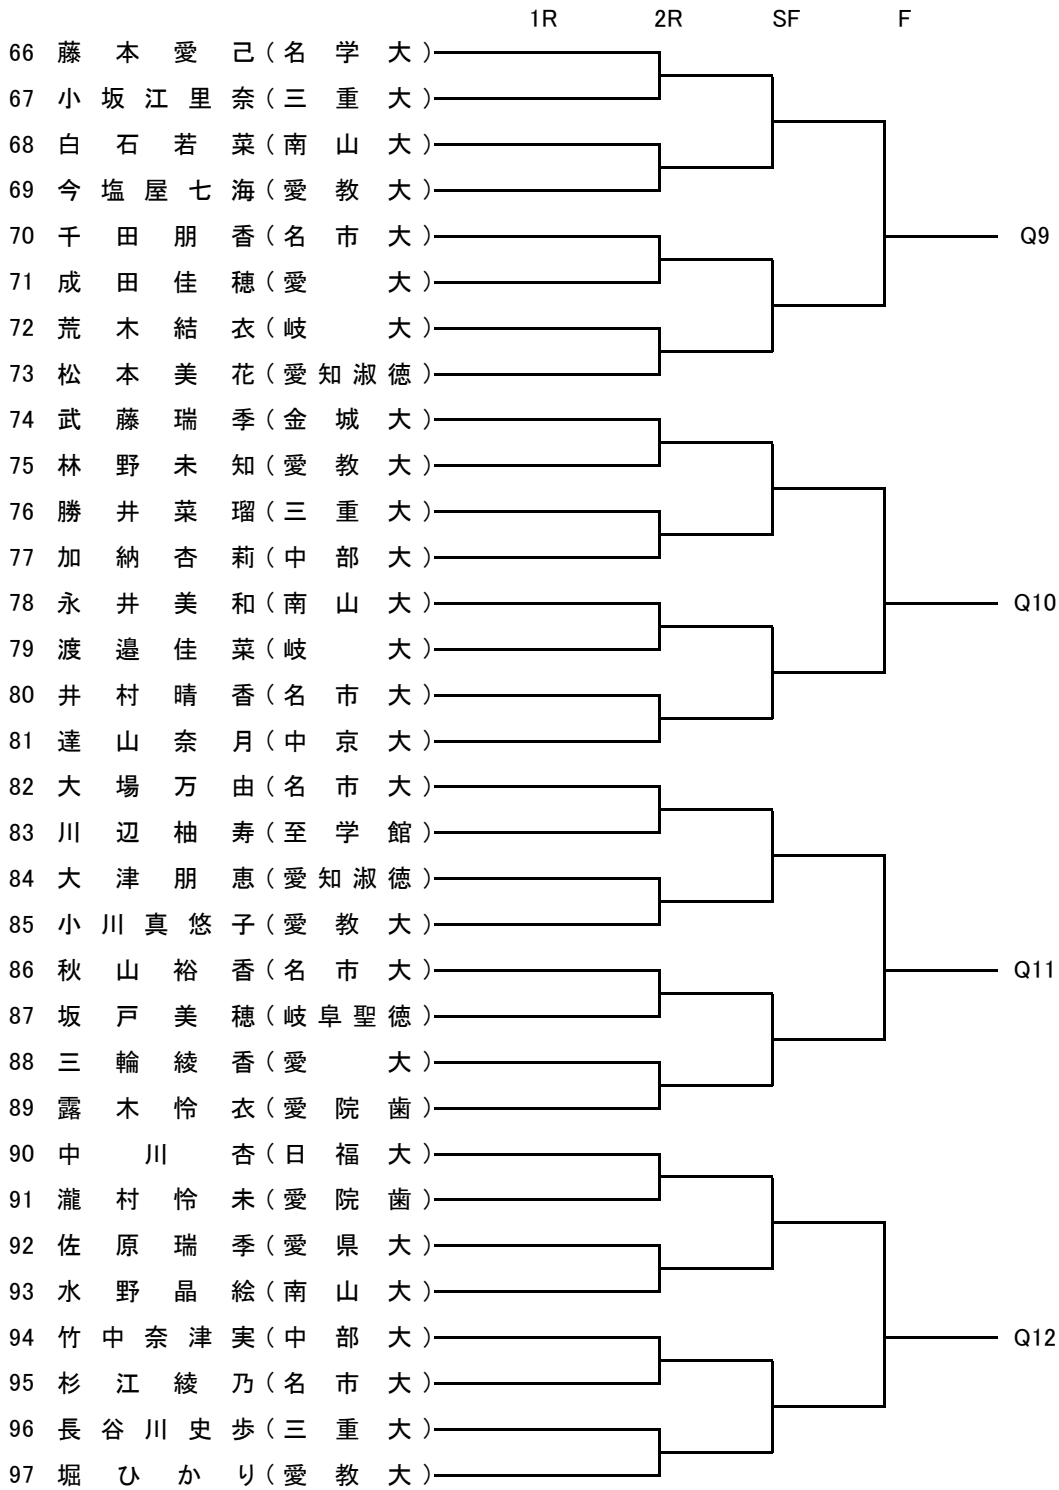 1R 2R SF F
66 藤本愛己(名学大)
67 小坂江里奈(三重大)
68 白石若菜(南山大)
69 今塩屋七海(愛教大)
70 千田朋香(名市大) Q9
71 成田佳穂(愛大)
72 荒木結衣(岐大)
73 松本美花(愛知淑徳)
74 武藤瑞季(金城大)
75 林野未知(愛教大)
76 勝井菜瑠(三重大)
77 加納杏莉(中部大)
78 永井美和(南山大) Q10
79 渡邉佳菜(岐大)
80 井村晴香(名市大)
81 達山奈月(中京大)
82 大場万由(名市大)
83 川辺柚寿(至学館)
84 大津朋恵(愛知淑徳)
85 小川真悠子(愛教大)
86 秋山裕香(名市大) Q11
87 坂戸美穂(岐阜聖徳)
88 三輪綾香(愛大)
89 露木怜衣(愛院歯)
90 中川杏(日福大)
91 瀧村怜未(愛院歯)
92 佐原瑞季(愛県大)
93 水野晶絵(南山大)
94 竹中奈津実(中部大) Q12
95 杉江綾乃(名市大)
96 長谷川史歩(三重大)
97 堀ひかり(愛教大)